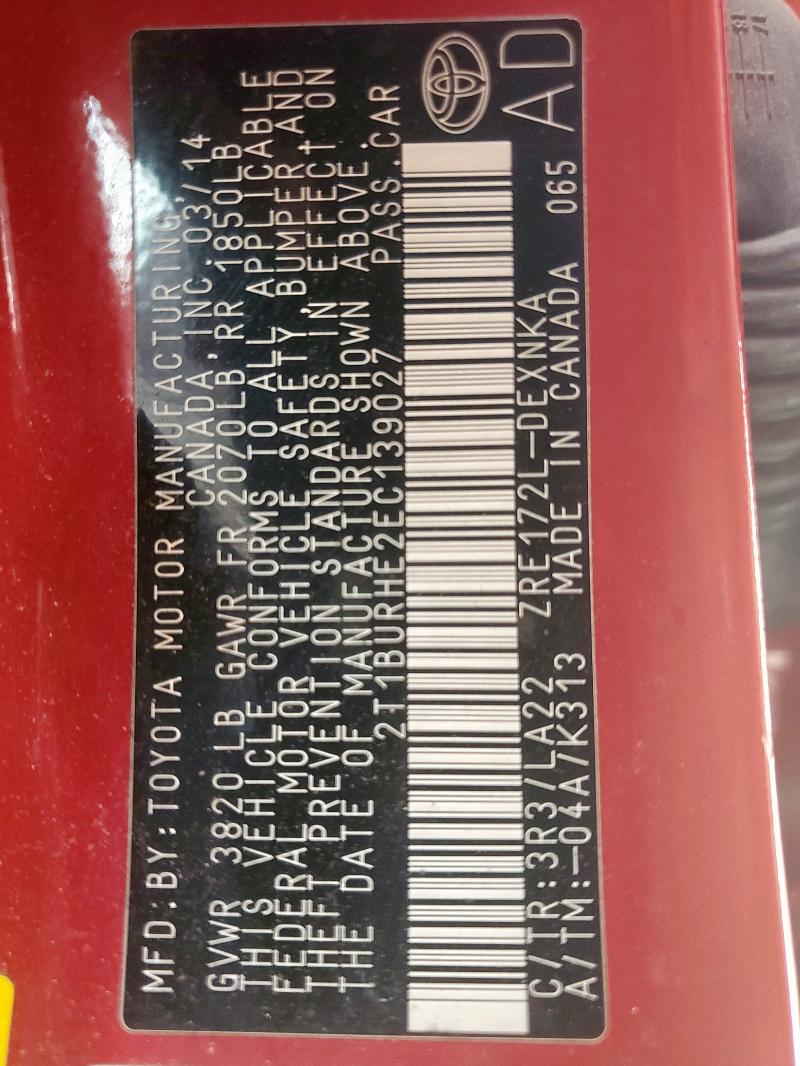 MFD.BY:TOYOTA MOTOR MANUFACTURING,
CANADA, INC. 03/14
GVWR 3820 LB GAWR FR 2070LB, RR 1850LB
THIS VEHICLE CONFORMS TO ALL APPLICABLE
FEDERAL MOTOR VEHICLE SAFETY, BUMPER AND
THEFT PREVENTION STANDARDS IN EFFECT ON
THE DATE OF MANUFACTURE SHOWN ABOVE.
2T1BURHE2EC139027 PASS.CAR
C/TR:3R3/LA22 ZRE172L-DEXNKA
A/TM:-04A/K313 MADE IN CANADA 065
AD